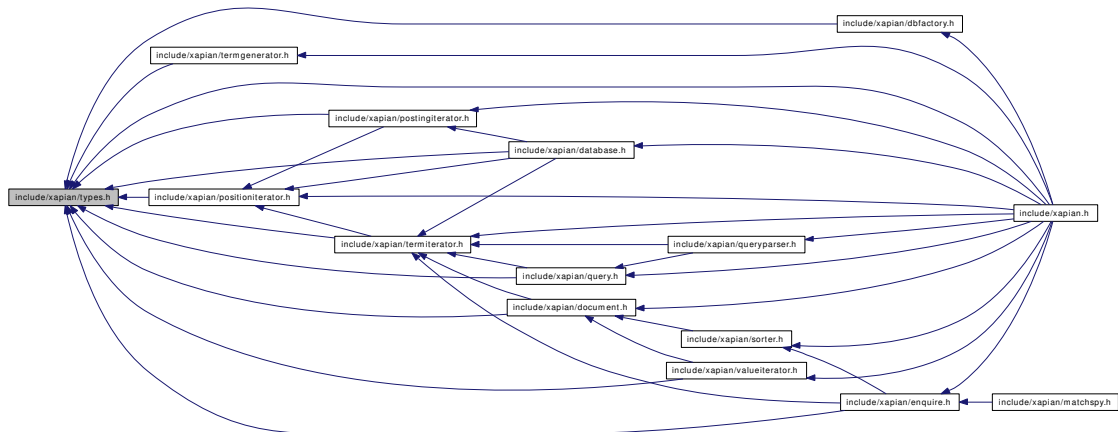 include/xapian/dbfactory.h
include/xapian/termgenerator.h
include/xapian/postingiterator.h
include/xapian/database.h
include/xapian/types.h
include/xapian/positioniterator.h
include/xapian.h
include/xapian/termiterator.h
include/xapian/queryparser.h
include/xapian/query.h
include/xapian/document.h
include/xapian/sorter.h
include/xapian/valueiterator.h
include/xapian/enquire.h
include/xapian/matchspy.h